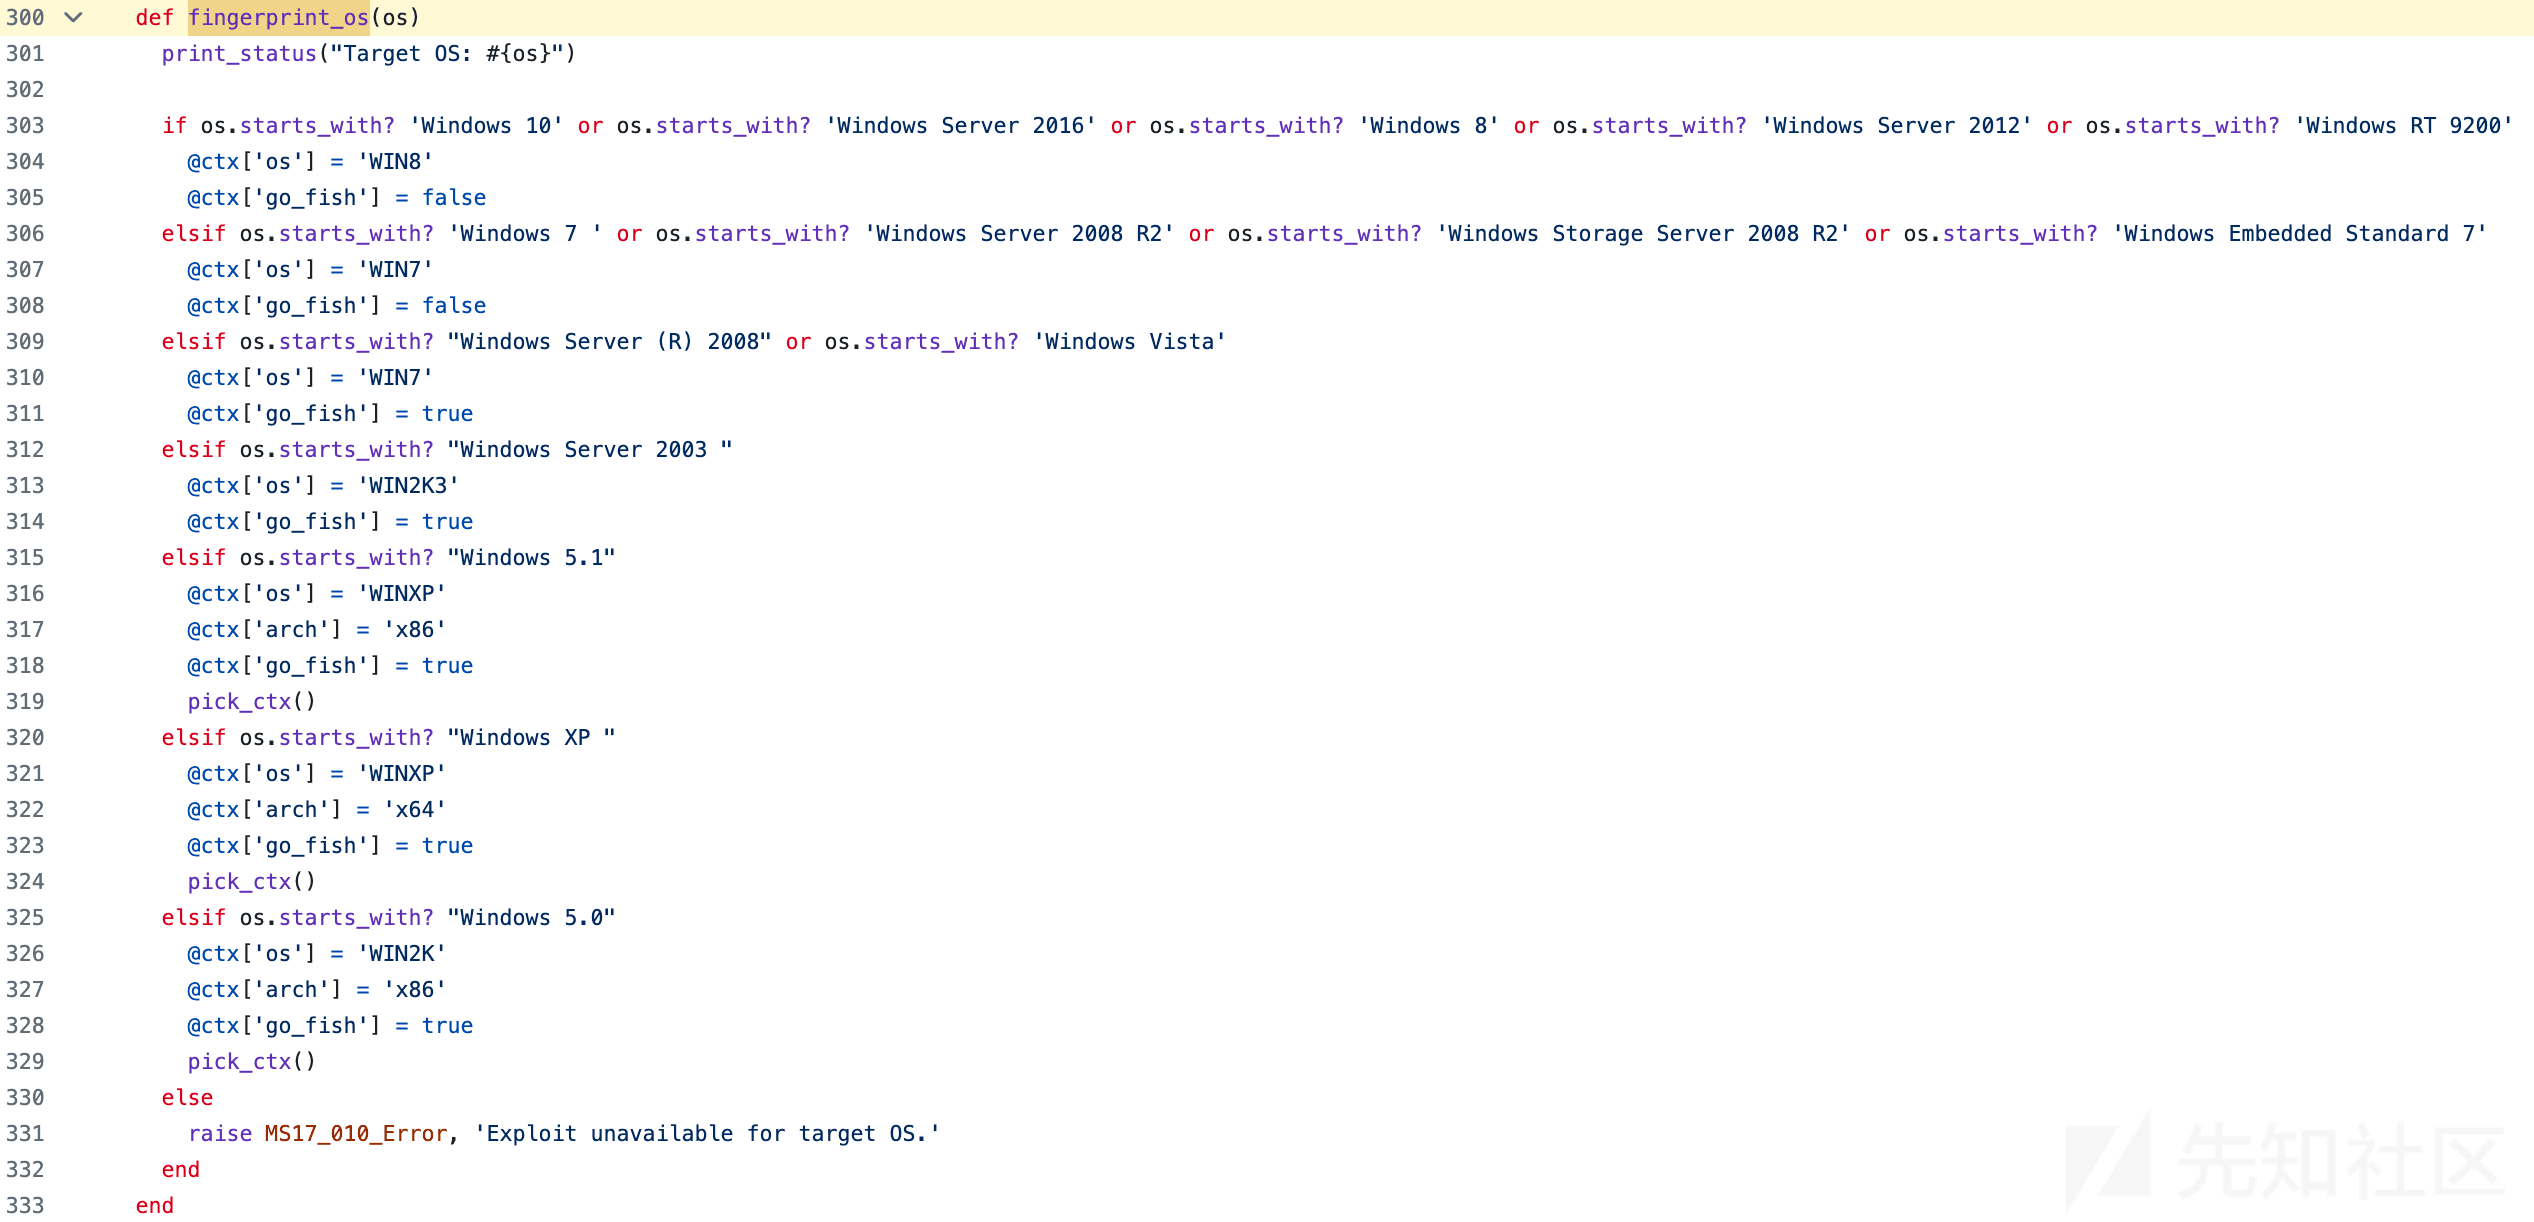 300 def fingerprint_os(os)
301 print_status("Target OS: #{os}")
302
303 if os.starts_with? 'Windows 10' or os.starts_with? 'Windows Server 2016' or os.starts_with? 'Windows 8' or os.starts_with? 'Windows Server 2012' or os.starts_with? 'Windows RT 9200'
304 @ctx['os'] = 'WIN8'
305 @ctx['go_fish'] = false
306 elsif os.starts_with? 'Windows 7 ' or os.starts_with? 'Windows Server 2008 R2' or os.starts_with? 'Windows Storage Server 2008 R2' or os.starts_with? 'Windows Embedded Standard 7'
307 @ctx['os'] = 'WIN7'
308 @ctx['go_fish'] = false
309 elsif os.starts_with? "Windows Server (R) 2008" or os.starts_with? 'Windows Vista'
310 @ctx['os'] = 'WIN7'
311 @ctx['go_fish'] = true
312 elsif os.starts_with? "Windows Server 2003 "
313 @ctx['os'] = 'WIN2K3'
314 @ctx['go_fish'] = true
315 elsif os.starts_with? "Windows 5.1"
316 @ctx['os'] = 'WINXP'
317 @ctx['arch'] = 'x86'
318 @ctx['go_fish'] = true
319 pick_ctx()
320 elsif os.starts_with? "Windows XP "
321 @ctx['os'] = 'WINXP'
322 @ctx['arch'] = 'x64'
323 @ctx['go_fish'] = true
324 pick_ctx()
325 elsif os.starts_with? "Windows 5.0"
326 @ctx['os'] = 'WIN2K'
327 @ctx['arch'] = 'x86'
328 @ctx['go_fish'] = true
329 pick_ctx()
330 else
331 raise MS17_010_Error, 'Exploit unavailable for target OS.'
332 end
333 end
先知社区